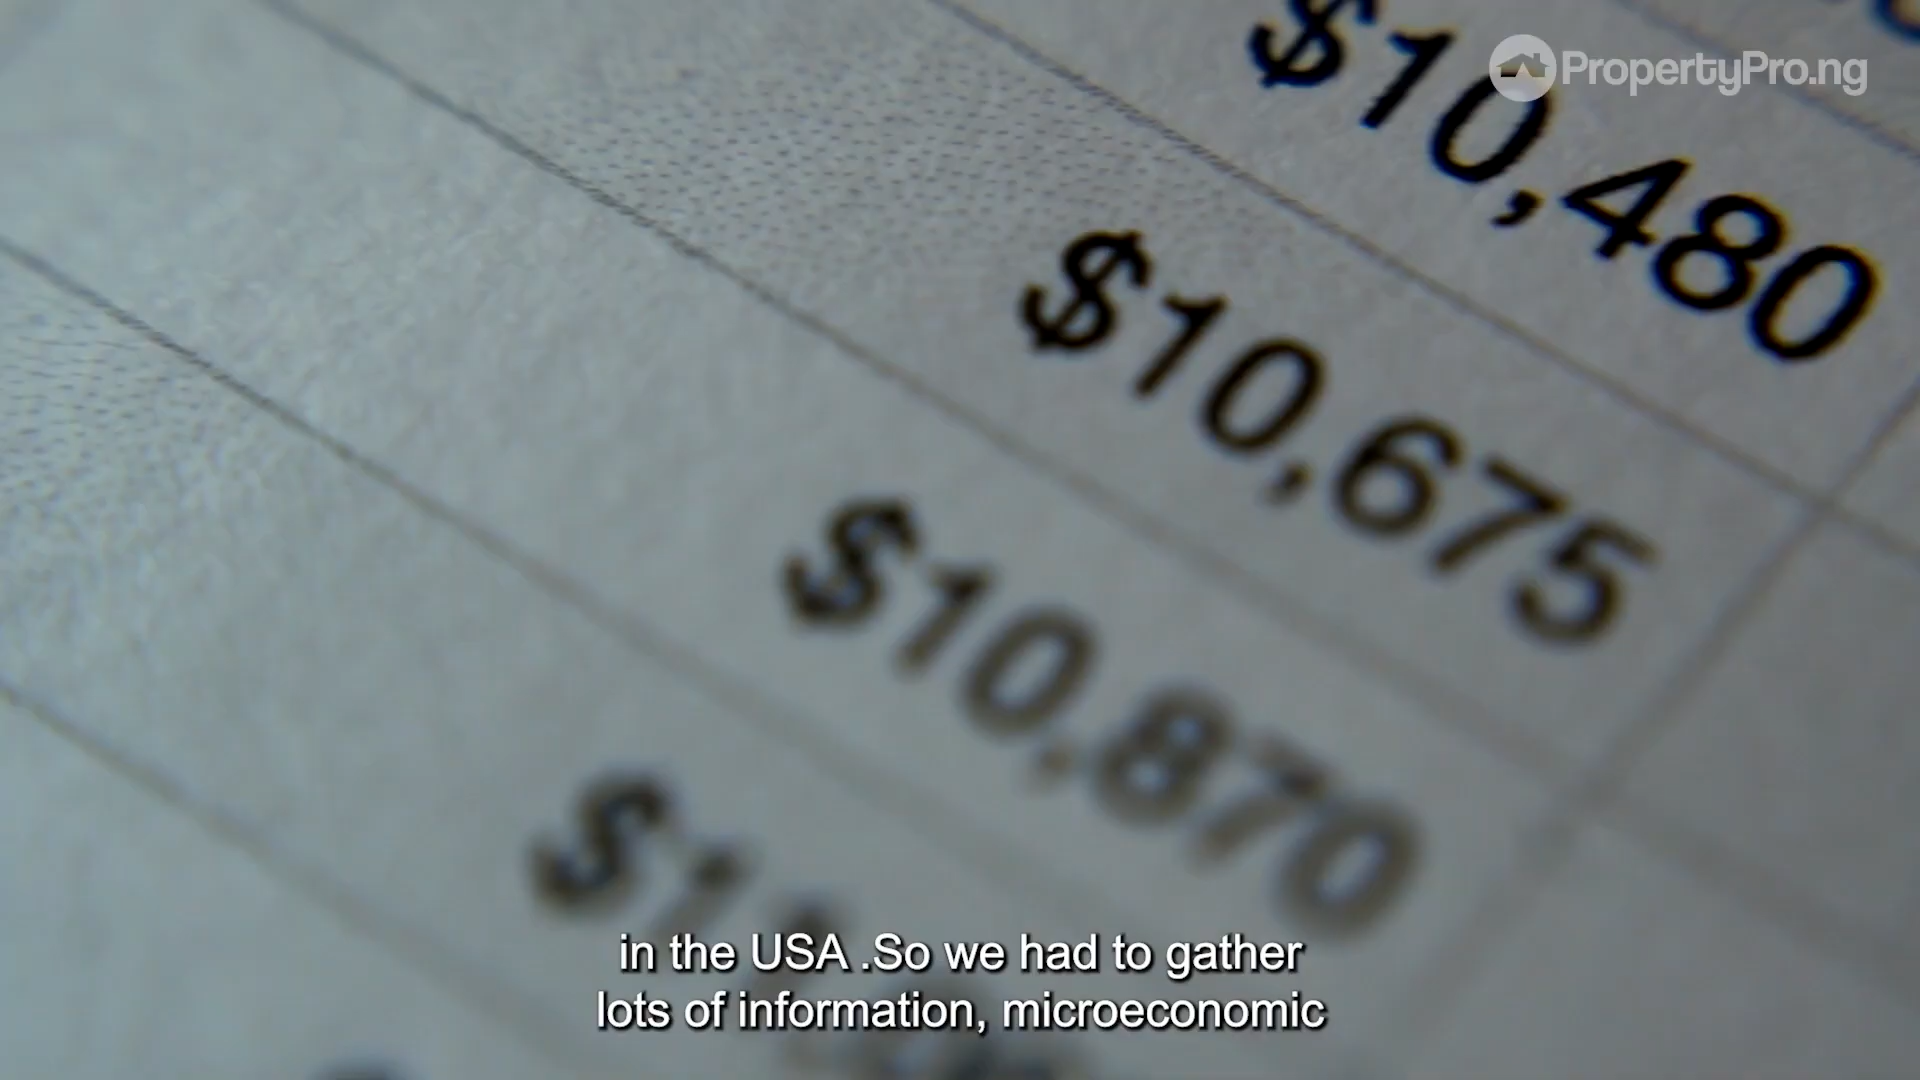 PropertyPro.ng
$10,480
$10,675
$10,870
in the USA .So we had to gather
lots of information, microeconomic